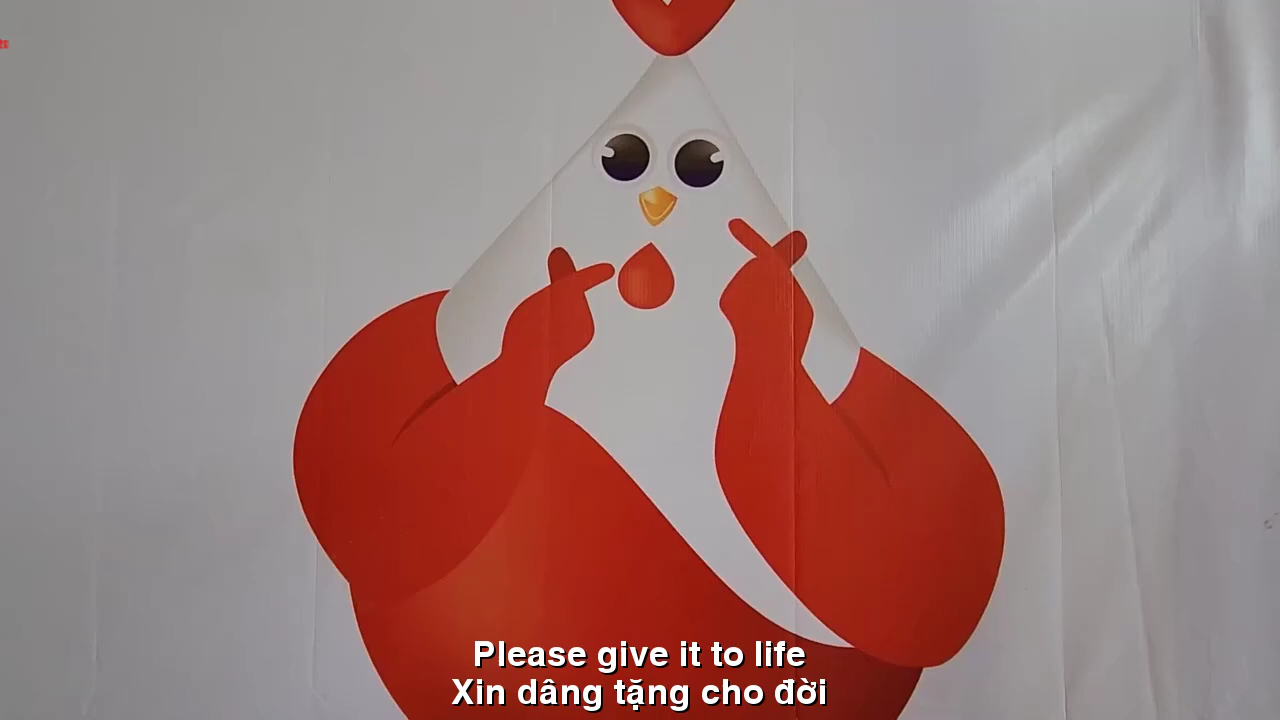 Please give it to life
Xin dâng tặng cho đời